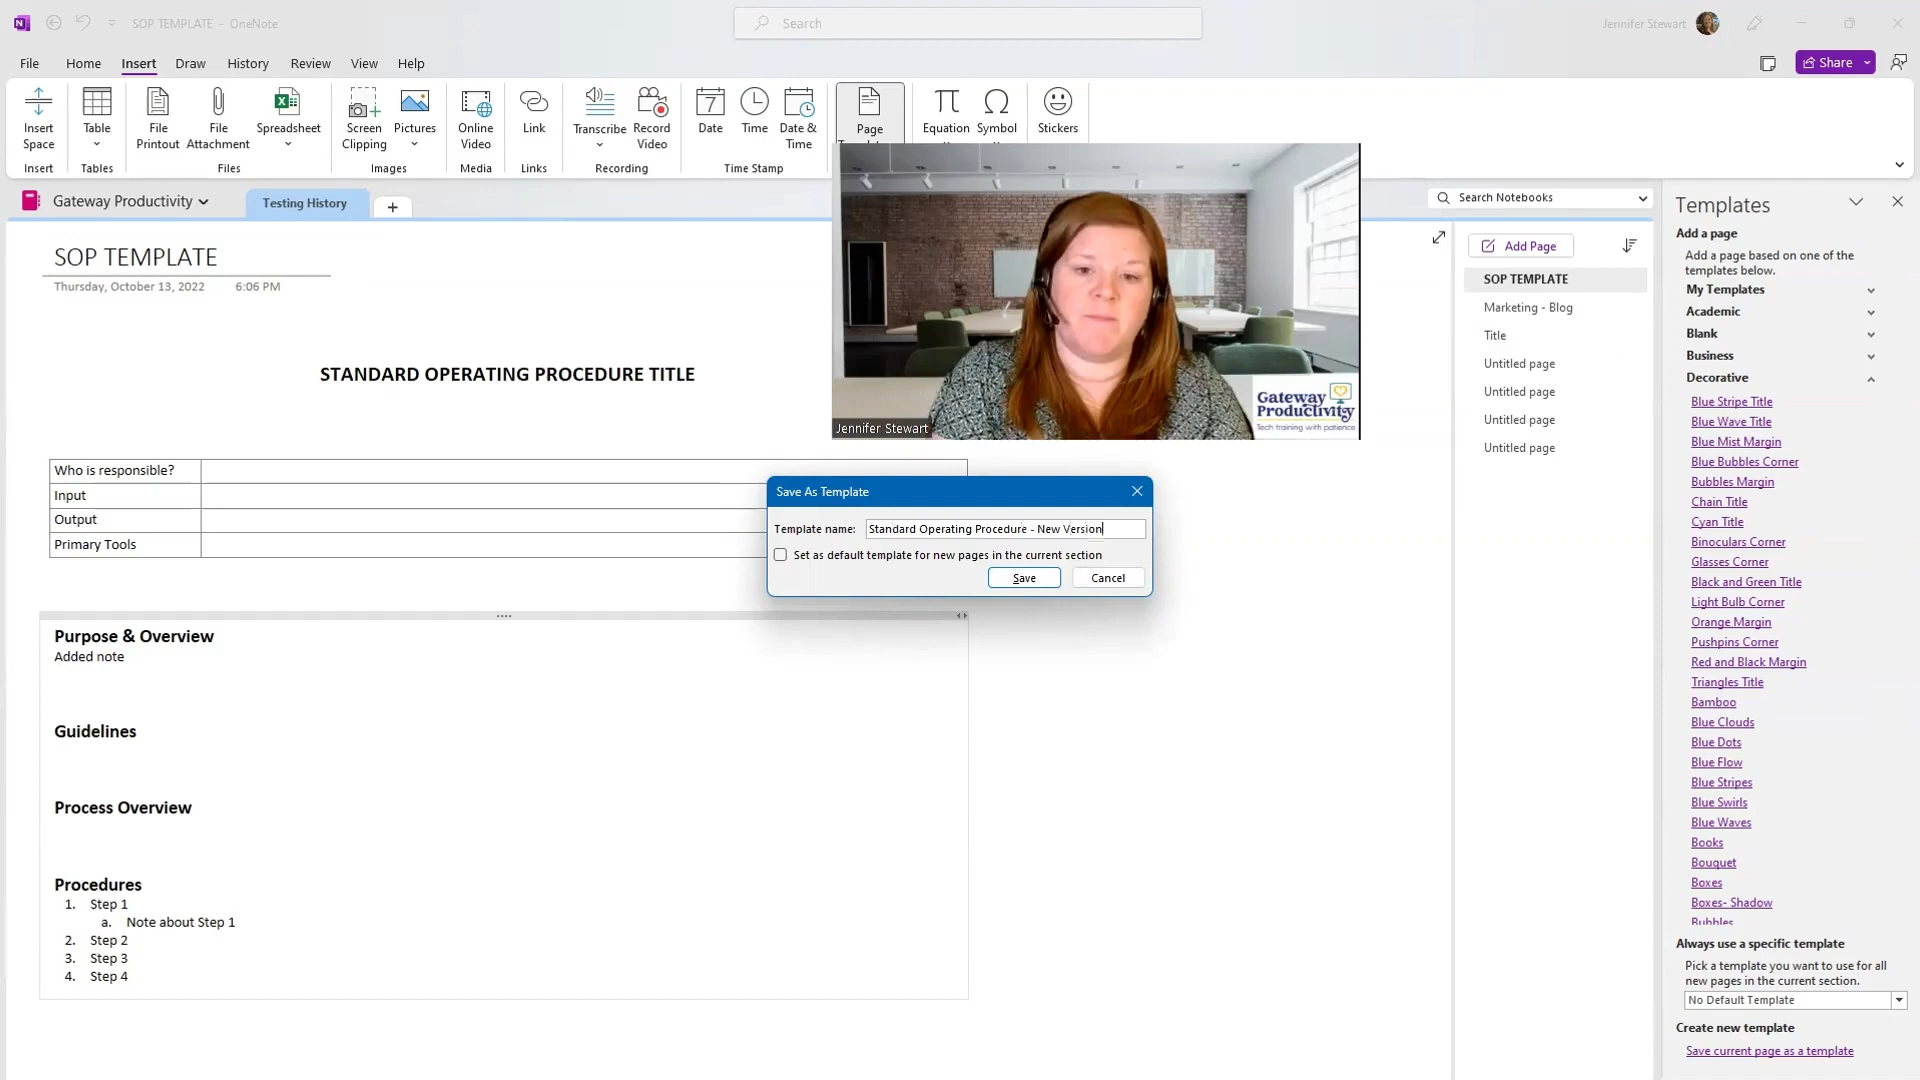 SOP TEMPLATE - OneNote
Search
Jennifer Stewart
File
Home
Insert
Draw
History
Review
View
Help
Share
Insert
Space
Table
File
Printout
File
Attachment
Spreadsheet
Screen
Clipping
Pictures
Online
Video
Link
Transcribe
Record
Video
Date
Time
Date &
Time
Page
Equation
Symbol
Stickers
Insert
Tables
Files
Images
Media
Links
Recording
Time Stamp
Gateway Productivity
Testing History
Search Notebooks
SOP TEMPLATE
Thursday, October 13, 2022 6:06 PM
STANDARD OPERATING PROCEDURE TITLE
Who is responsible?
Input
Output
Primary Tools
Purpose & Overview
Added note
Guidelines
Process Overview
Procedures
1. Step 1
a. Note about Step 1
2. Step 2
3. Step 3
4. Step 4
Gateway
Productivity
Tech training with patience
Jennifer Stewart
Save As Template
Template name: Standard Operating Procedure - New Version
Set as default template for new pages in the current section
Save
Cancel
Add Page
SOP TEMPLATE
Marketing - Blog
Title
Untitled page
Untitled page
Untitled page
Untitled page
Templates
Add a page
Add a page based on one of the
templates below.
My Templates
Academic
Blank
Business
Decorative
Blue Stripe Title
Blue Wave Title
Blue Mist Margin
Blue Bubbles Corner
Bubbles Margin
Chain Title
Cyan Title
Binoculars Corner
Glasses Corner
Black and Green Title
Light Bulb Corner
Orange Margin
Pushpins Corner
Red and Black Margin
Triangles Title
Bamboo
Blue Clouds
Blue Dots
Blue Flow
Blue Stripes
Blue Swirls
Blue Waves
Books
Bouquet
Boxes
Boxes- Shadow
Bubbles
Always use a specific template
Pick a template you want to use for all
new pages in the current section.
No Default Template
Create new template
Save current page as a template